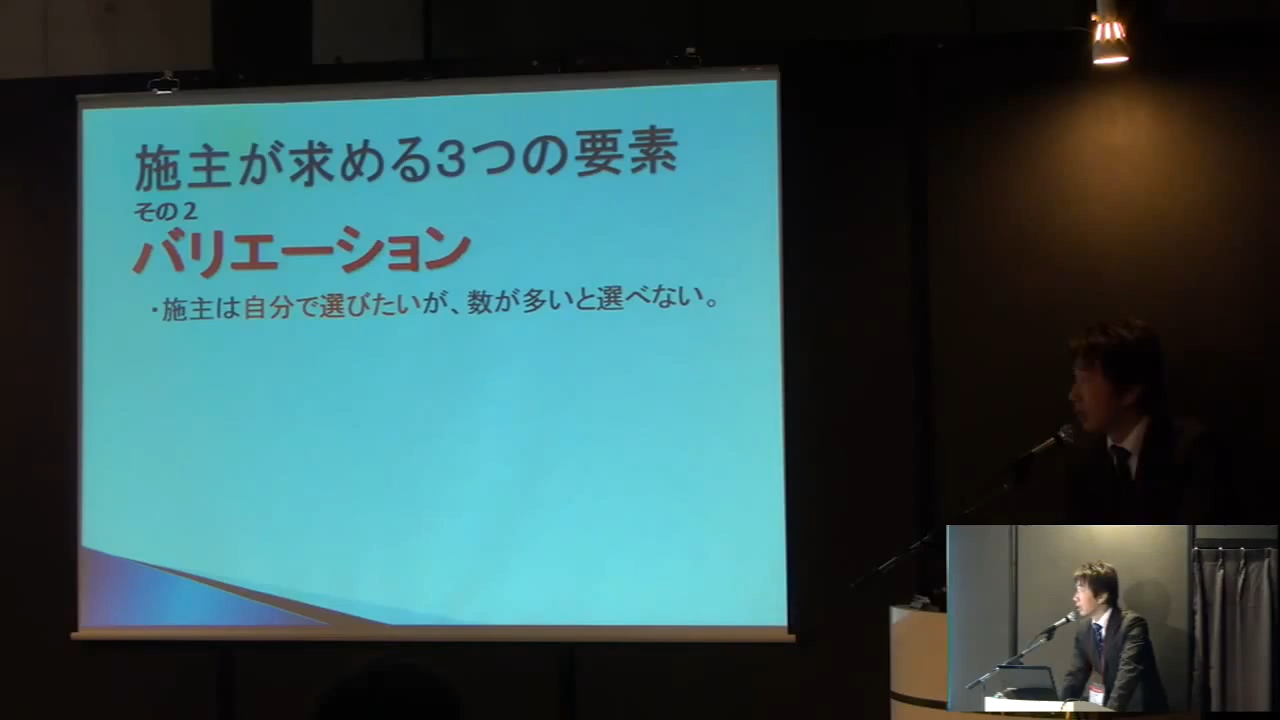 施主が求める３つの要素
その２
バリエーション
・施主は自分で選びたいが、数が多いと選べない。